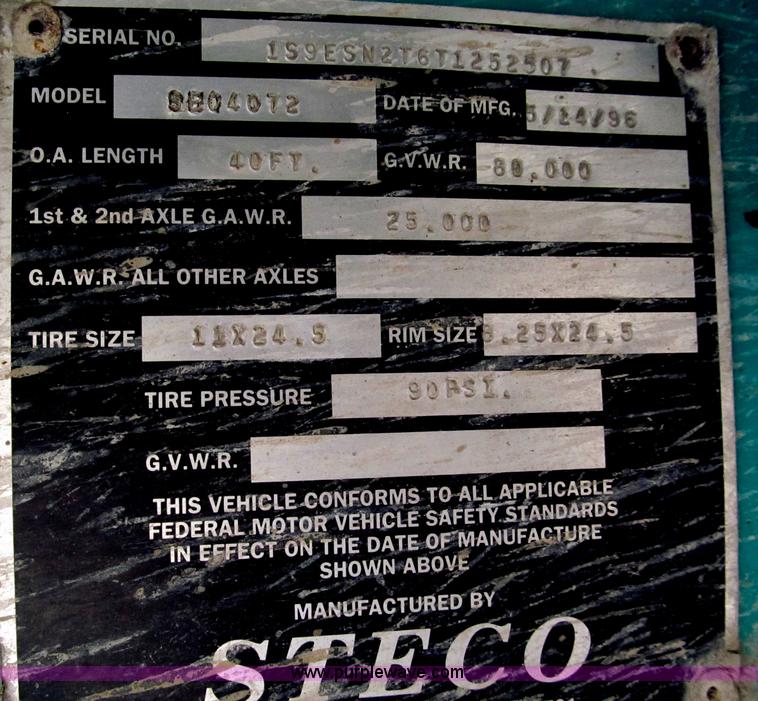 SERIAL NO. 1S9ESN2T6T1252507
MODEL SE04072 DATE OF MFG. 5/14/96
O.A. LENGTH 40FT. G.V.W.R. 80,000
1st & 2nd AXLE G.A.W.R. 25,000
G.A.W.R. ALL OTHER AXLES
TIRE SIZE 11X24.5 RIM SIZE 8.25X24.5
TIRE PRESSURE 90PSI.
G.V.W.R.
THIS VEHICLE CONFORMS TO ALL APPLICABLE
FEDERAL MOTOR VEHICLE SAFETY STANDARDS
IN EFFECT ON THE DATE OF MANUFACTURE
SHOWN ABOVE
MANUFACTURED BY
STECO
www.purplewave.com